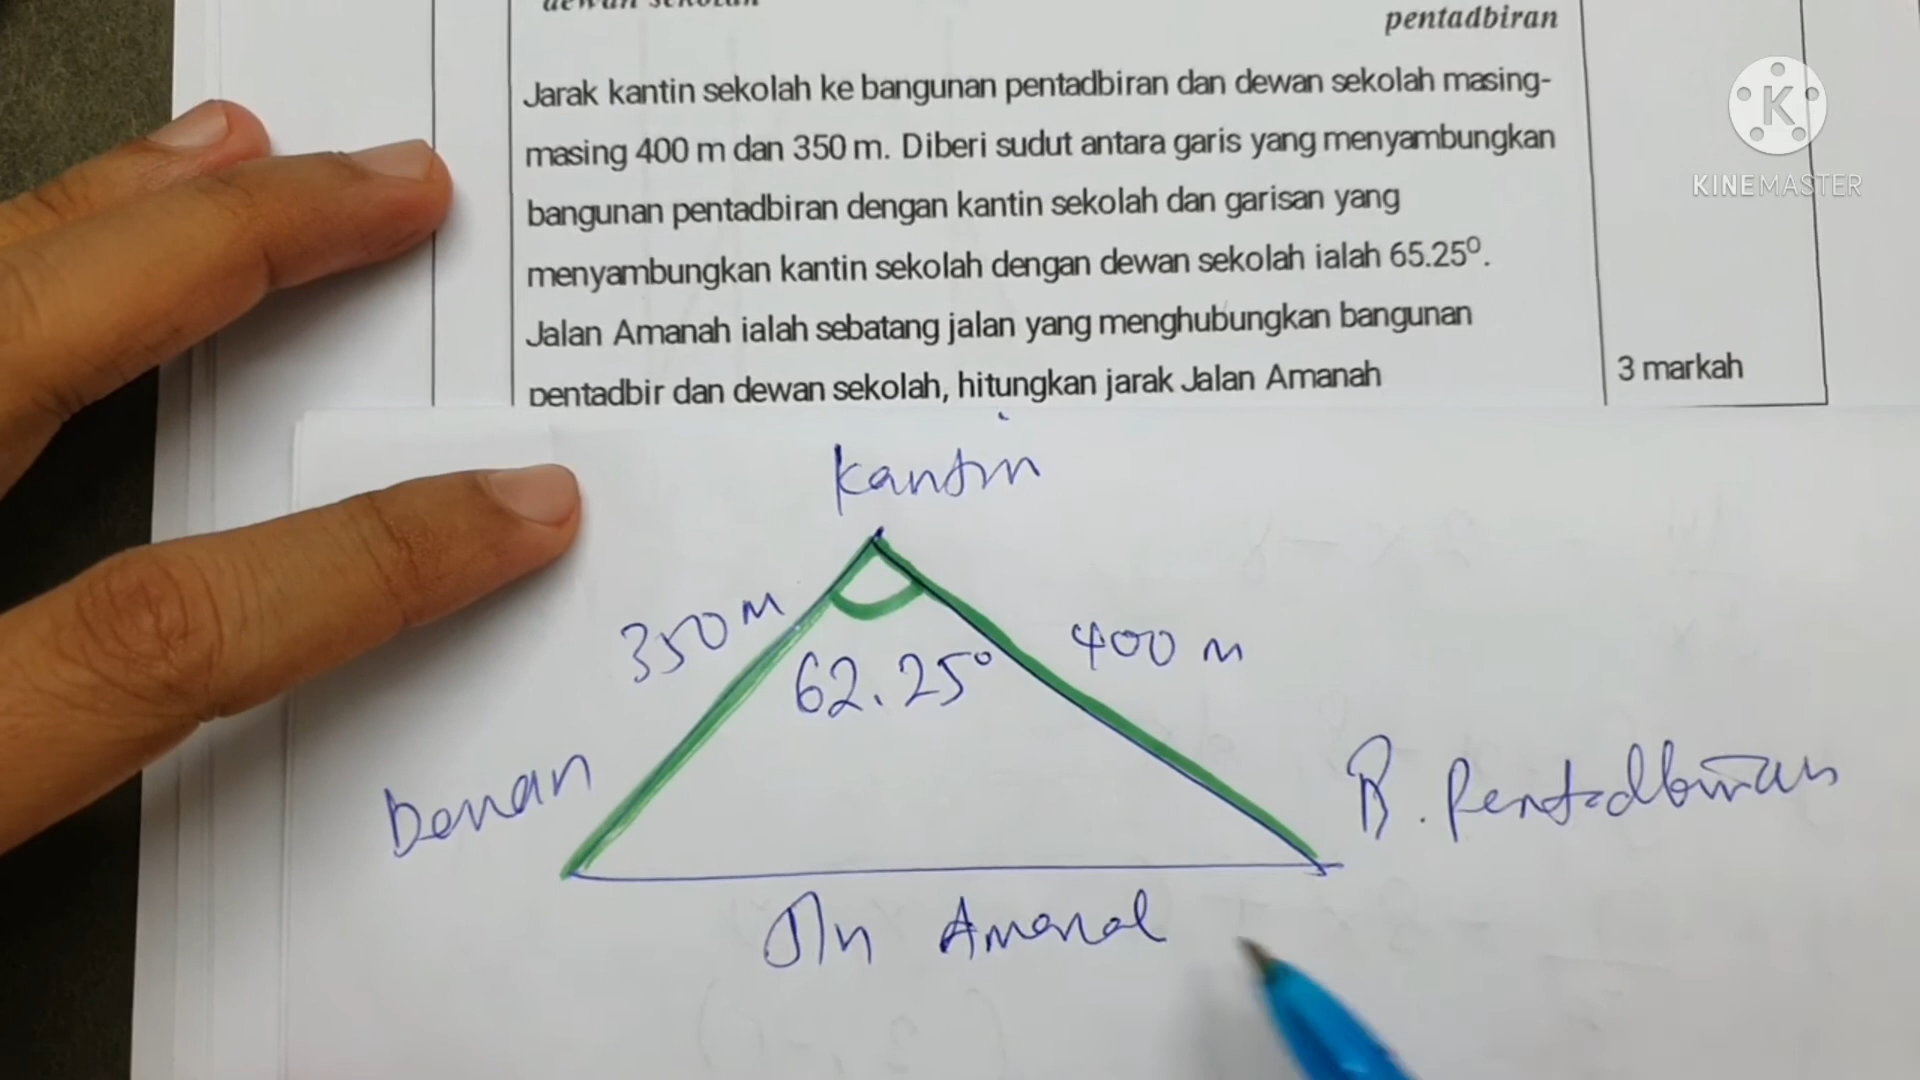 dewan sekolah
pentadbiran
Jarak kantin sekolah ke bangunan pentadbiran dan dewan sekolah masing-
masing 400 m dan 350 m. Diberi sudut antara garis yang menyambungkan
bangunan pentadbiran dengan kantin sekolah dan garisan yang
menyambungkan kantin sekolah dengan dewan sekolah ialah 65.25⁰.
Jalan Amanah ialah sebatang jalan yang menghubungkan bangunan
pentadbir dan dewan sekolah, hitungkan jarak Jalan Amanah
3 markah
K
KINEMASTER
Kantin
350 m
400 m
62.25°
Dewan
B. Pentadbiran
Jln Amanah